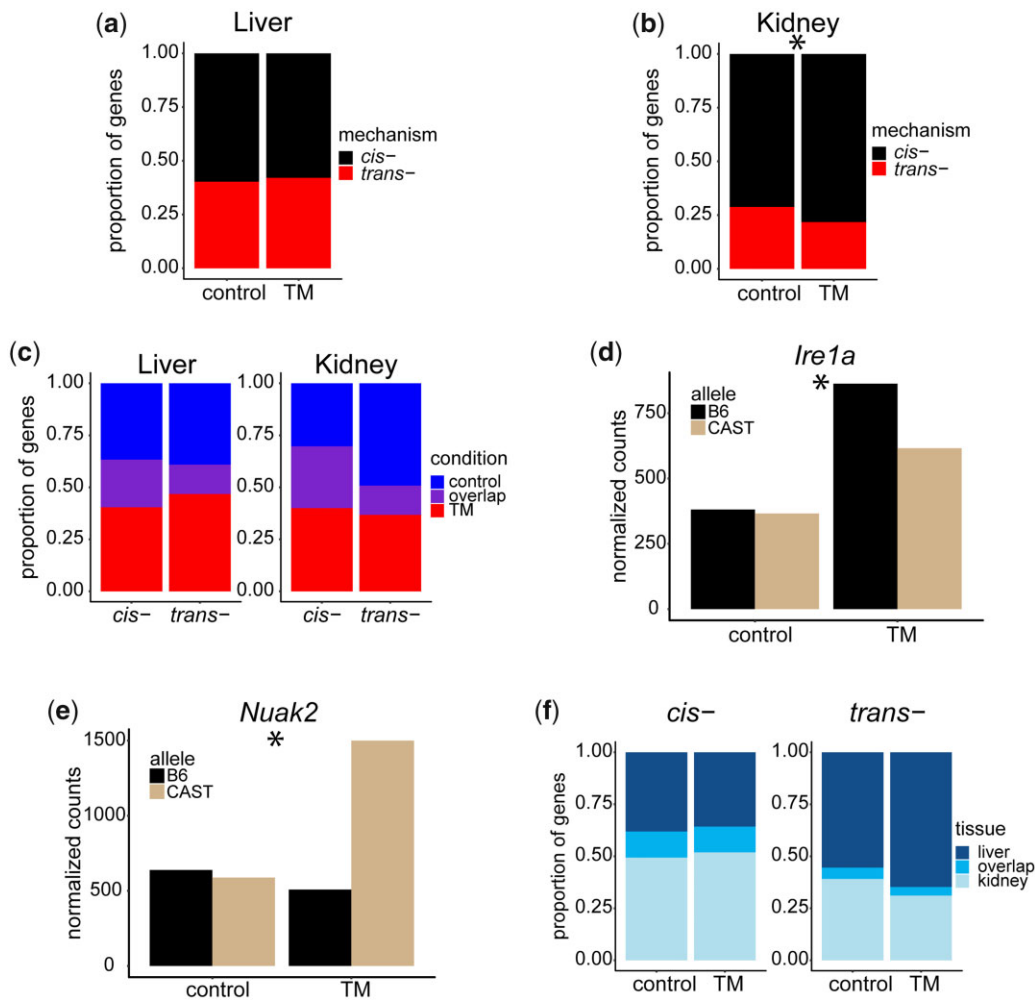 (a) Liver
proportion of genes
1.00
0.75
0.50
0.25
0.00
control TM
mechanism
cis−
trans−
(b) Kidney
*
proportion of genes
1.00
0.75
0.50
0.25
0.00
control TM
mechanism
cis−
trans−
(c) Liver Kidney
proportion of genes
1.00
0.75
0.50
0.25
0.00
cis− trans−
1.00
0.75
0.50
0.25
0.00
cis− trans−
condition
control
overlap
TM
(d) Ire1a
*
normalized counts
750
500
250
0
control TM
allele
B6
CAST
(e) Nuak2
*
normalized counts
1500
1000
500
0
control TM
allele
B6
CAST
(f) cis− trans−
proportion of genes
1.00
0.75
0.50
0.25
0.00
control TM
1.00
0.75
0.50
0.25
0.00
control TM
tissue
liver
overlap
kidney